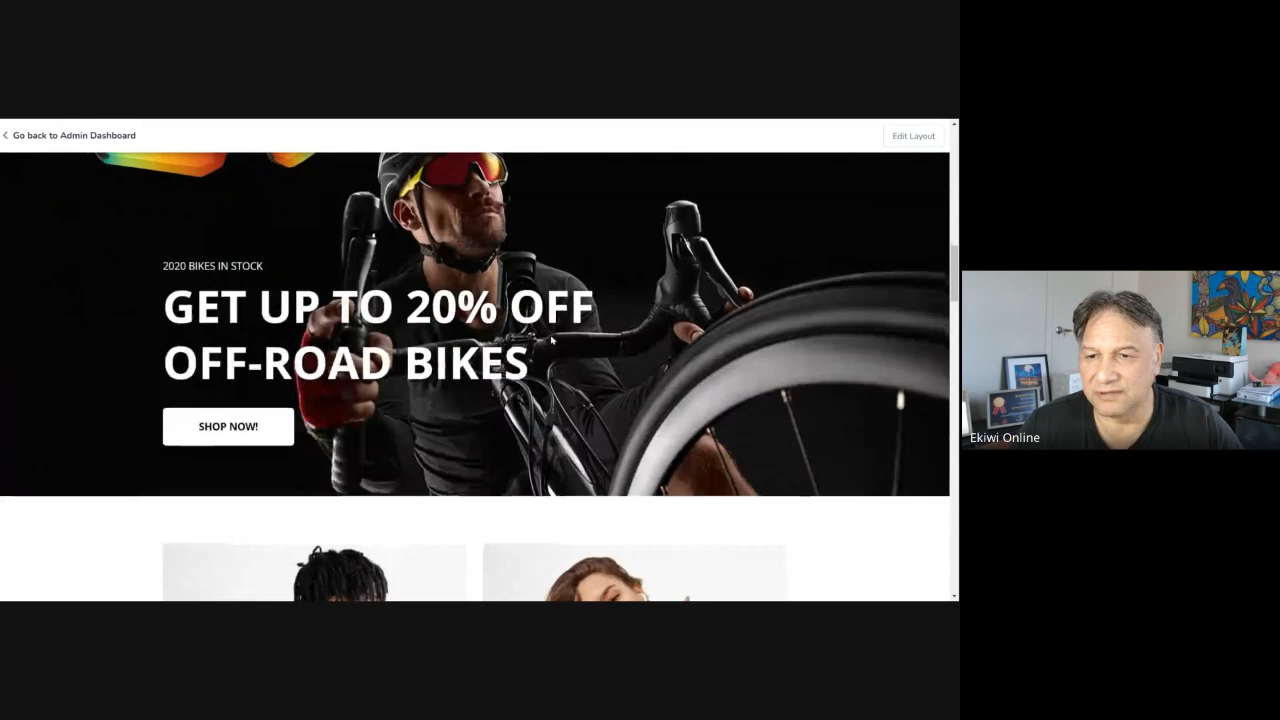 Go back to Admin Dashboard
Edit Layout
2020 BIKES IN STOCK
GET UP TO 20% OFF
OFF-ROAD BIKES
SHOP NOW!
Ekiwi Online